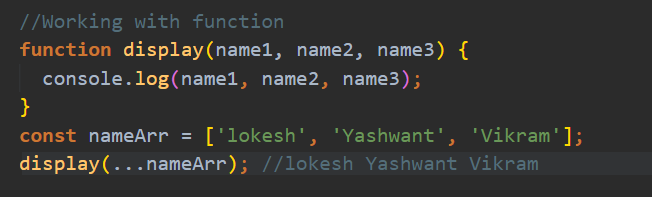 //Working with function
function display(name1, name2, name3) {
  console.log(name1, name2, name3);
}
const nameArr = ['lokesh', 'Yashwant', 'Vikram'];
display(...nameArr); //lokesh Yashwant Vikram